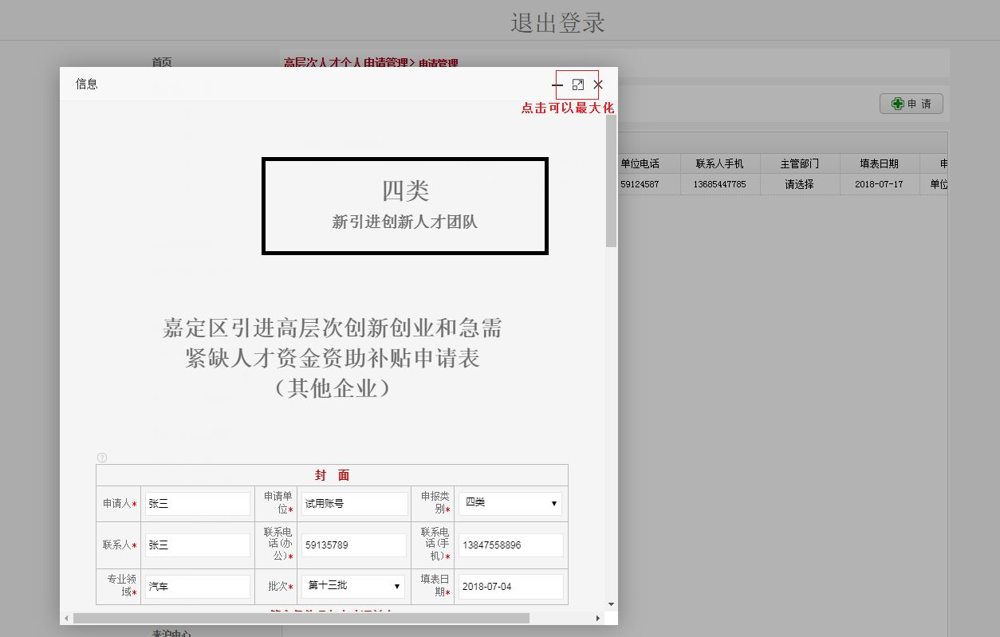 退出登录
首页
高层次人才个人申请管理> 申请管理
信息
点击可以最大化
申 请
单位电话 联系人手机 主管部门 填表日期 申
59124587 13685447785 请选择 2018-07-17 单位
四类
新引进创新人才团队
嘉定区引进高层次创新创业和急需
紧缺人才资金资助补贴申请表
（其他企业）
封 面
申请人* 张三 申请单位* 试用账号 申报类别* 四类
联系人* 张三 联系电话(办公)* 59135789 联系电话(手机)* 13847558896
专业领域* 汽车 批次* 第十三批 填表日期* 2018-07-04